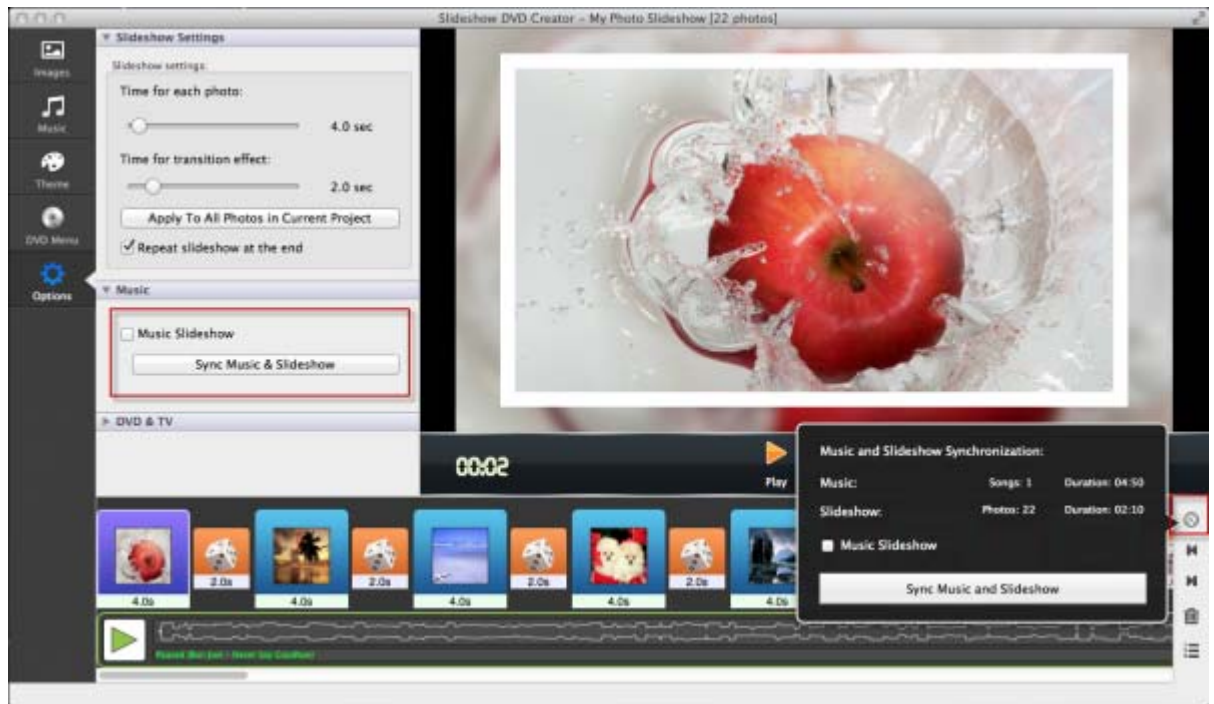 Slideshow DVD Creator - My Photo Slideshow [22 photos]
Images
Music
Theme
DVD Menu
Options
Slideshow Settings
Slideshow settings:
Time for each photo:
4.0 sec
Time for transition effect:
2.0 sec
Apply To All Photos in Current Project
Repeat slideshow at the end
Music
Music Slideshow
Sync Music & Slideshow
DVD & TV
00:02
Play
Music and Slideshow Synchronization:
Music: Songs: 1 Duration: 04:50
Slideshow: Photos: 22 Duration: 02:10
Music Slideshow
Sync Music and Slideshow
2.0s 2.0s 2.0s 2.0s
4.0s 4.0s 4.0s 4.0s 4.0s